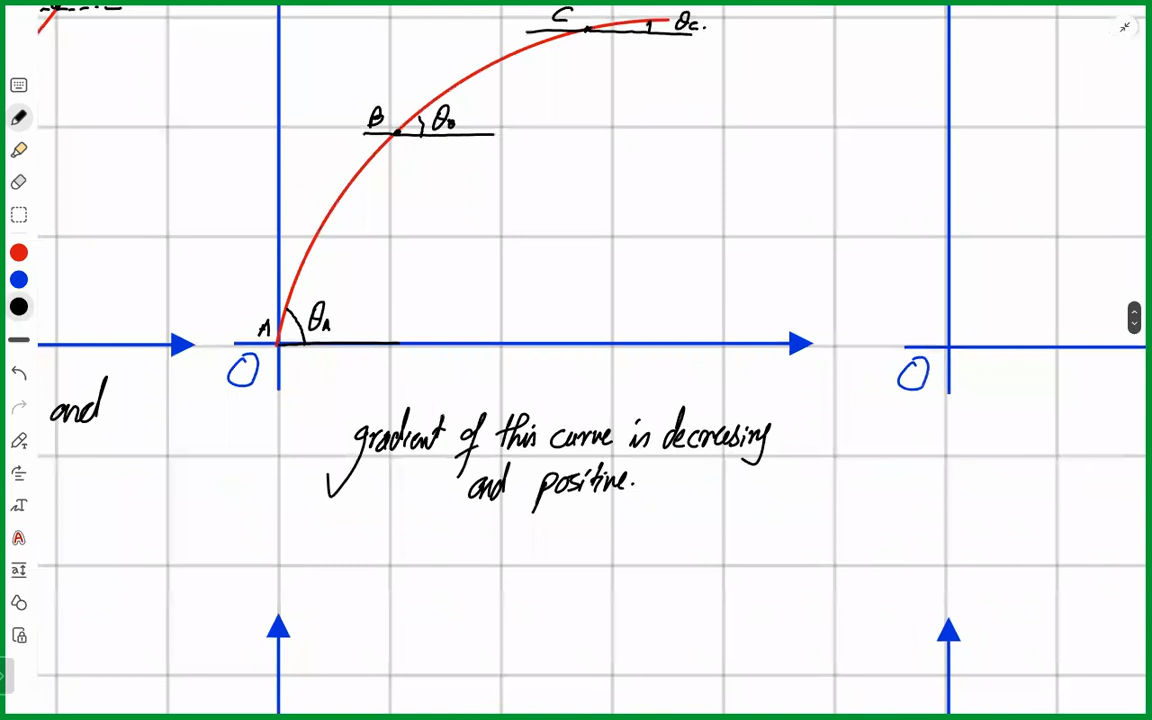 C θc.
B θB
A θA
O O
and
gradient of this curve is decreasing
and positive.